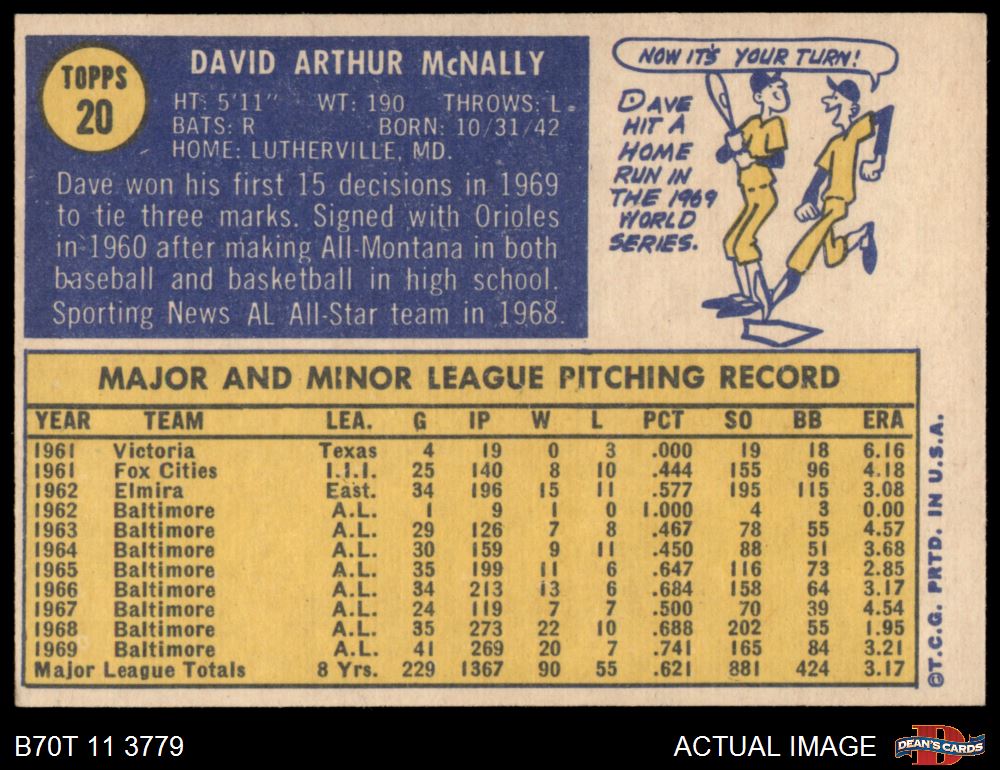 TOPPS
20
DAVID ARTHUR McNALLY
HT: 5'11" WT: 190 THROWS: L.
BATS: R BORN: 10/31/42
HOME: LUTHERVILLE, MD.
Dave won his first 15 decisions in 1969
to tie three marks. Signed with Orioles
in 1960 after making All-Montana in both
baseball and basketball in high school.
Sporting News AL All-Star team in 1968.
NOW IT'S YOUR TURN!
DAVE
HIT A
HOME
RUN IN
THE 1969
WORLD
SERIES.
MAJOR AND MINOR LEAGUE PITCHING RECORD
YEAR TEAM LEA. G IP W L PCT SO BB ERA
1961 Victoria Texas 4 19 0 3 .000 19 18 6.16
1961 Fox Cities I.I.I. 25 140 8 10 .444 155 96 4.18
1962 Elmira East. 34 196 15 11 .577 195 115 3.08
1962 Baltimore A.L. 1 9 1 0 1.000 4 3 0.00
1963 Baltimore A.L. 29 126 7 8 .467 78 55 4.57
1964 Baltimore A.L. 30 159 9 11 .450 88 51 3.68
1965 Baltimore A.L. 35 199 11 6 .647 116 73 2.85
1966 Baltimore A.L. 34 213 13 6 .684 158 64 3.17
1967 Baltimore A.L. 24 119 7 7 .500 70 39 4.54
1968 Baltimore A.L. 35 273 22 10 .688 202 55 1.95
1969 Baltimore A.L. 41 269 20 7 .741 165 84 3.21
Major League Totals 8 Yrs. 229 1367 90 55 .621 881 424 3.17
©T.C.G. PRTD. IN U.S.A.
B70T 11 3779
ACTUAL IMAGE
D
DEAN'S CARDS